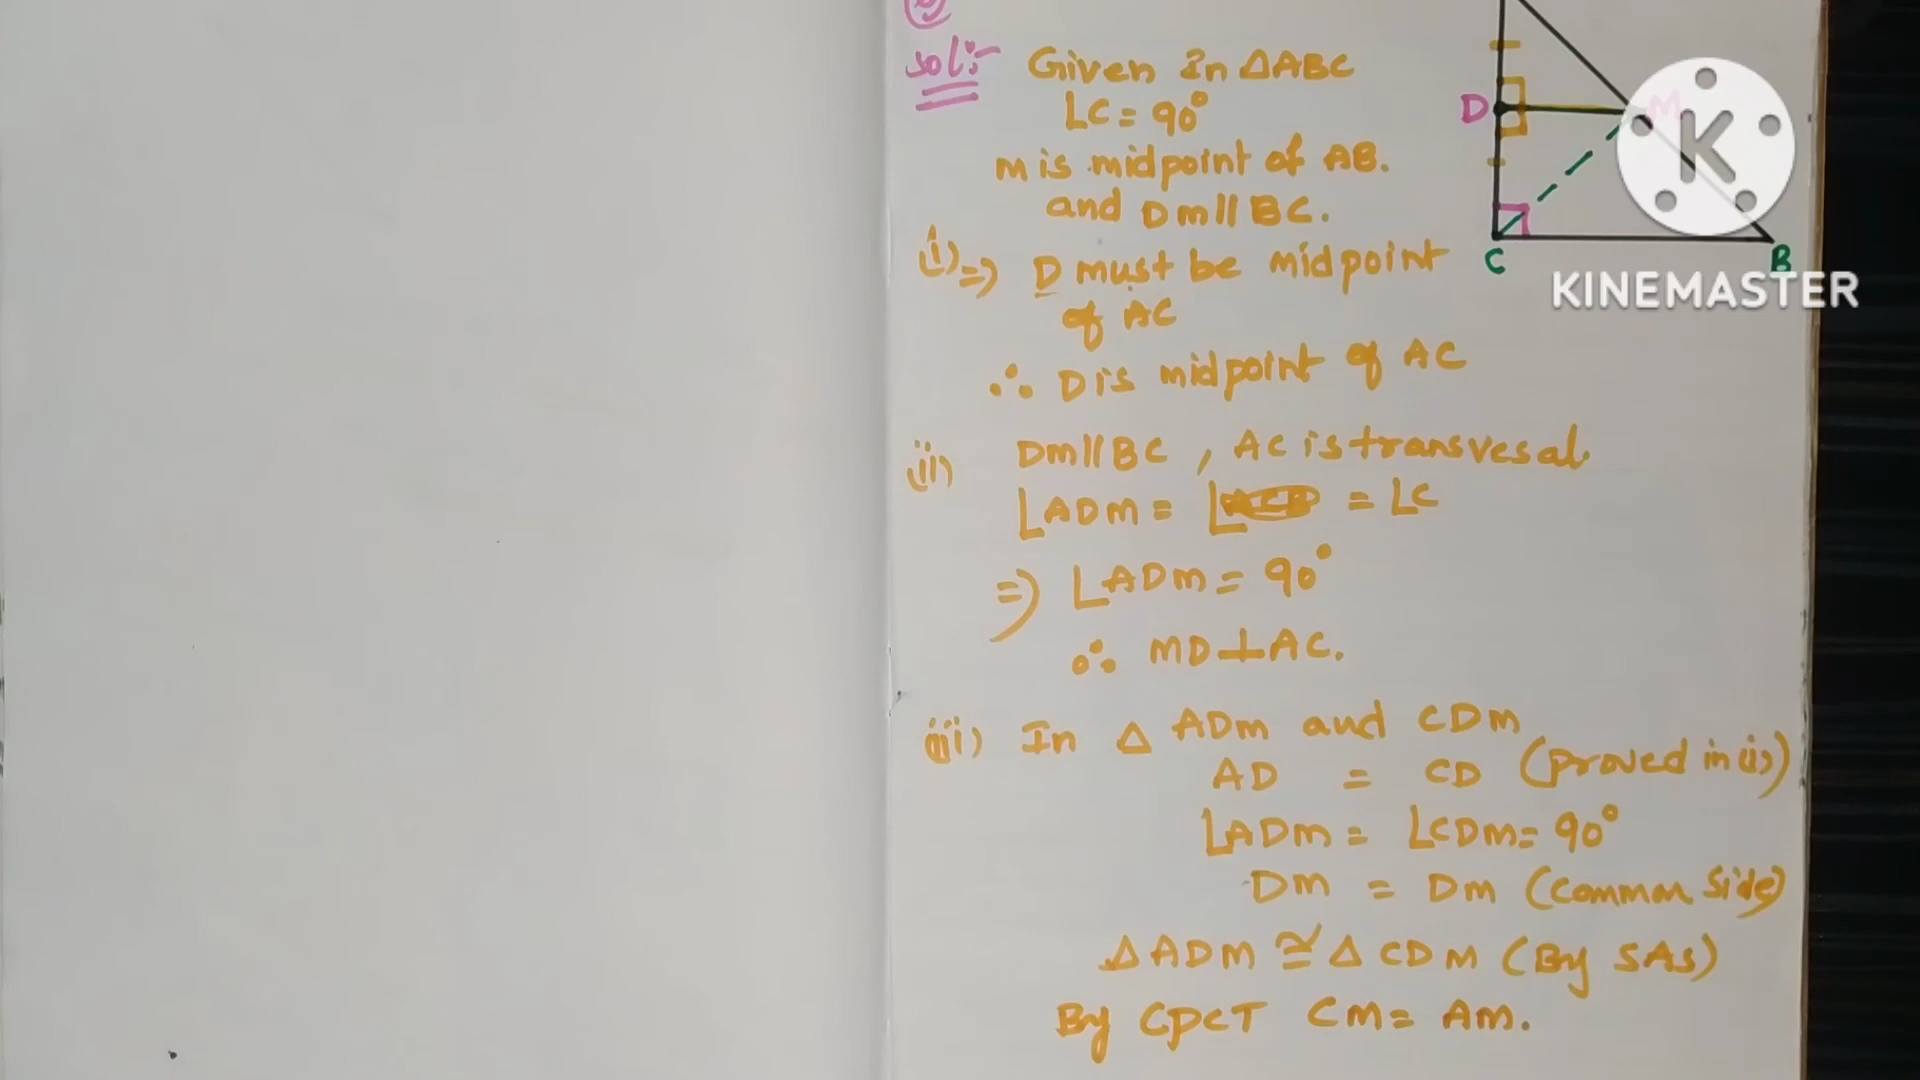 Sol:-
Given In ΔABC
∠C = 90°
M is midpoint of AB.
and DM || BC.
(i) => D must be midpoint
of AC
∴ D is midpoint of AC
(ii) DM || BC , AC is transvesal
∠ADM = ∠ = ∠C
=> ∠ADM = 90°
∴ MD ⊥ AC.
(iii) In Δ ADM and CDM
AD = CD (proved in (i))
∠ADM = ∠CDM = 90°
DM = DM (Common Side)
Δ ADM ≅ Δ CDM (By SAS)
By CPCT CM = AM.
D M
C B
K
KINEMASTER